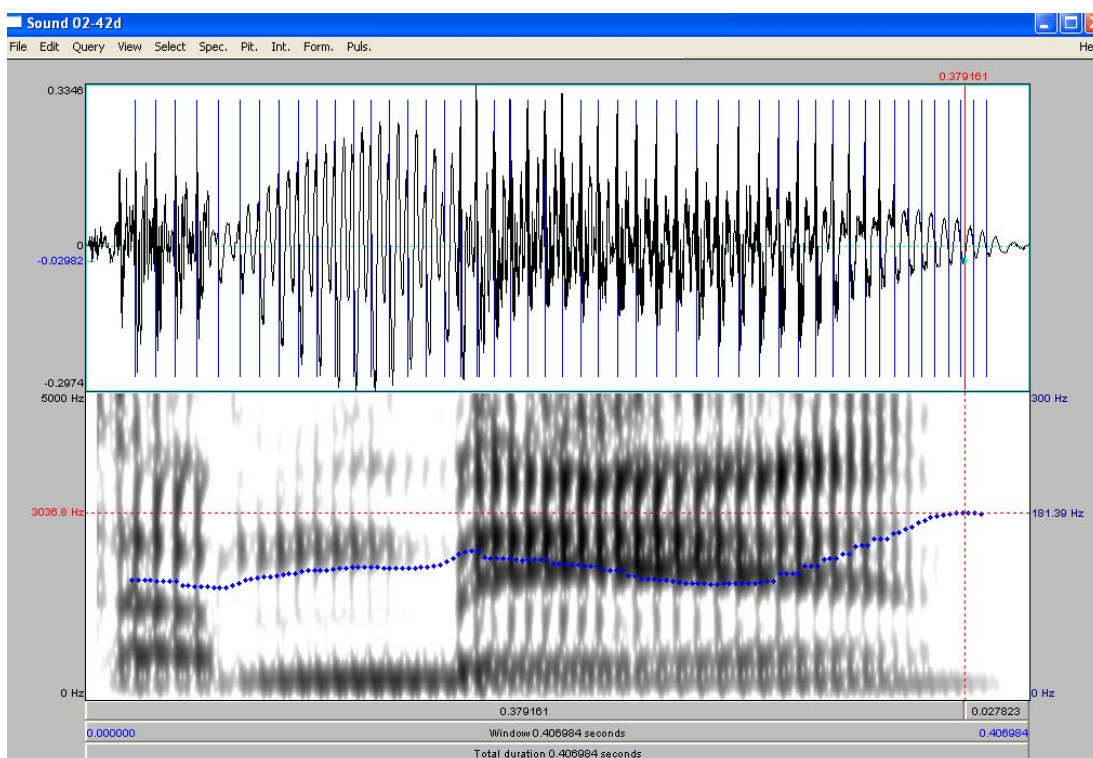 Sound 02-42d
File Edit Query View Select Spec. Pit. Int. Form. Puls. He
0.379161
0.3346
0
-0.02982
-0.2974
5000 Hz 300 Hz
3036.8 Hz 181.39 Hz
0 Hz 0 Hz
0.379161 0.027823
0.000000 Window 0.406984 seconds 0.406984
Total duration 0.406984 seconds